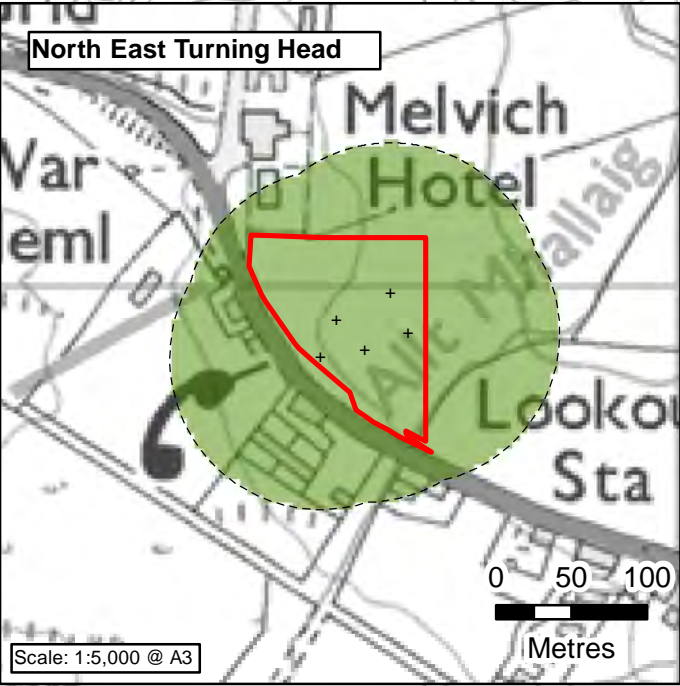 North East Turning Head
Melvich
Hotel
Var
eml
Lookou
Sta
0 50 100
Metres
Scale: 1:5,000 @ A3